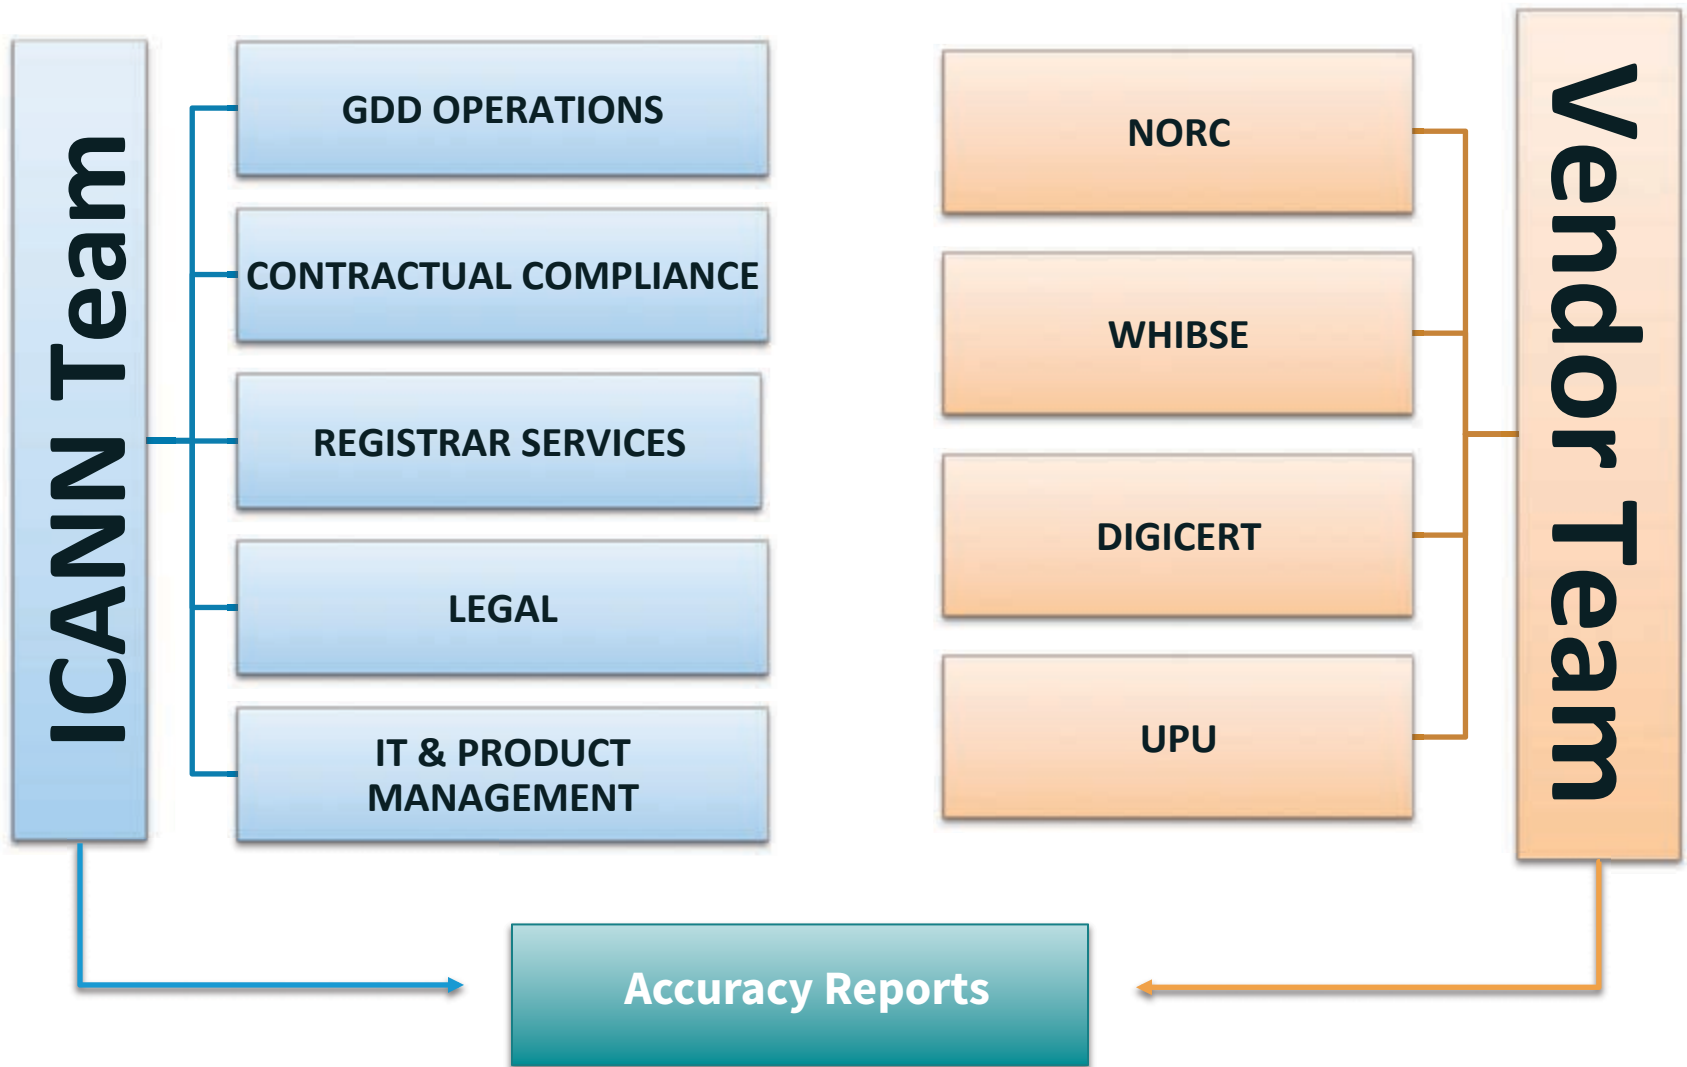 ICANN Team
GDD OPERATIONS
CONTRACTUAL COMPLIANCE
REGISTRAR SERVICES
LEGAL
IT & PRODUCT
MANAGEMENT
NORC
WHIBSE
DIGICERT
UPU
Vendor Team
Accuracy Reports